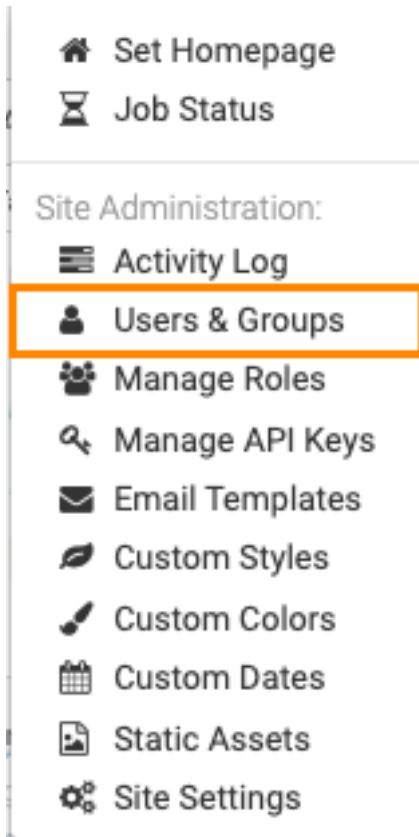 Set Homepage
Job Status
Site Administration:
Activity Log
Users & Groups
Manage Roles
Manage API Keys
Email Templates
Custom Styles
Custom Colors
Custom Dates
Static Assets
Site Settings